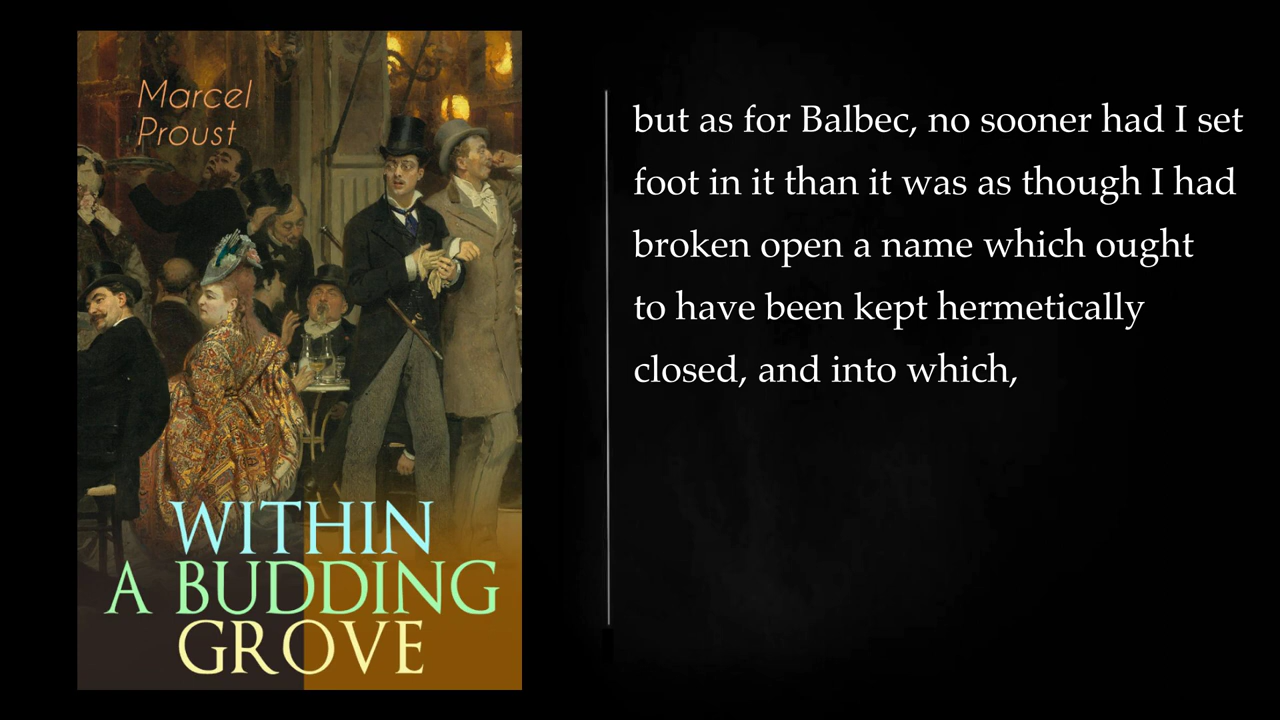 Marcel
Proust
WITHIN
A BUDDING
GROVE
but as for Balbec, no sooner had I set
foot in it than it was as though I had
broken open a name which ought
to have been kept hermetically
closed, and into which,